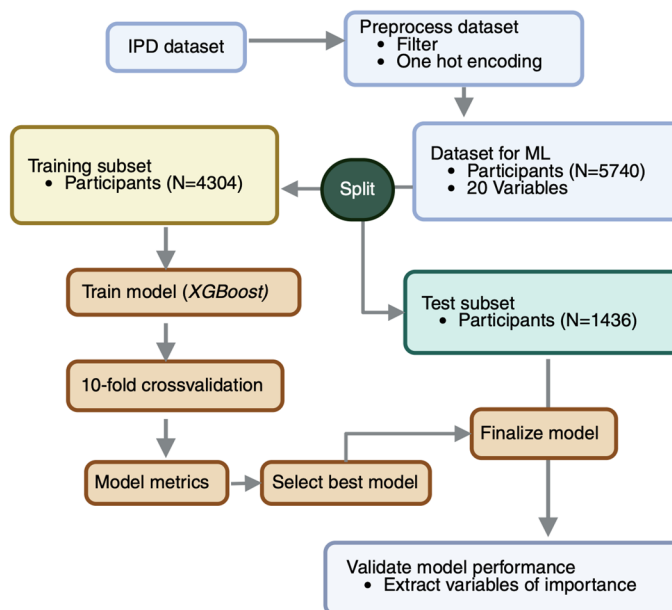 IPD dataset
Preprocess dataset
• Filter
• One hot encoding
Training subset
• Participants (N=4304)
Split
Dataset for ML
• Participants (N=5740)
• 20 Variables
Train model (XGBoost)
Test subset
• Participants (N=1436)
10-fold crossvalidation
Finalize model
Model metrics
Select best model
Validate model performance
• Extract variables of importance